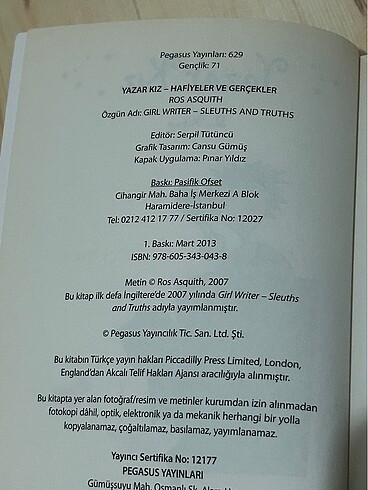 Pegasus Yayınları: 629
Gençlik: 71
YAZAR KIZ – HAFİYELER VE GERÇEKLER
ROS ASQUITH
Özgün Adı: GIRL WRITER – SLEUTHS AND TRUTHS
Editör: Serpil Tütüncü
Grafik Tasarım: Cansu Gümüş
Kapak Uygulama: Pınar Yıldız
Baskı: Pasifik Ofset
Cihangir Mah. Baha İş Merkezi A Blok
Haramidere-İstanbul
Tel: 0212 412 17 77 / Sertifika No: 12027
1. Baskı: Mart 2013
ISBN: 978-605-343-043-8
Metin © Ros Asquith, 2007
Bu kitap ilk defa İngiltere'de 2007 yılında Girl Writer – Sleuths
and Truths adıyla yayımlanmıştır.
© Pegasus Yayıncılık Tic. San. Ltd. Şti.
Bu kitabın Türkçe yayın hakları Piccadilly Press Limited, London,
England'dan Akcalı Telif Hakları Ajansı aracılığıyla alınmıştır.
Bu kitapta yer alan fotoğraf/resim ve metinler kurumdan izin alınmadan
fotokopi dâhil, optik, elektronik ya da mekanik herhangi bir yolla
kopyalanamaz, çoğaltılamaz, basılamaz, yayımlanamaz.
Yayıncı Sertifika No: 12177
PEGASUS YAYINLARI
Gümüşsuyu Mah. Osmanlı Sk.